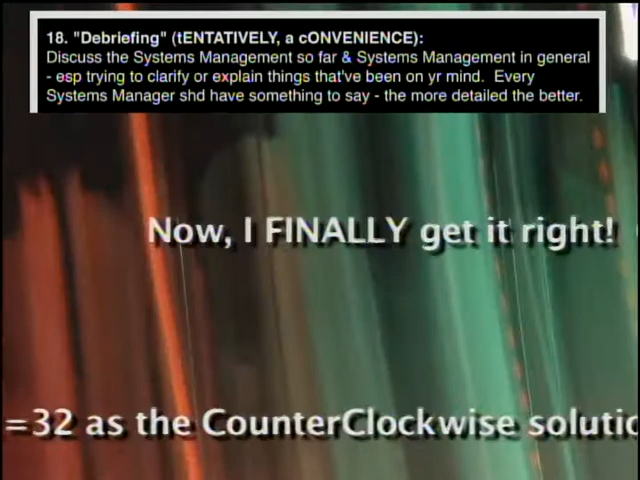 18. "Debriefing" (tENTATIVELY, a cONVENIENCE):
Discuss the Systems Management so far & Systems Management in general
- esp trying to clarify or explain things that've been on yr mind.  Every
Systems Manager shd have something to say - the more detailed the better.
Now, I FINALLY get it right!
=32 as the CounterClockwise solutio